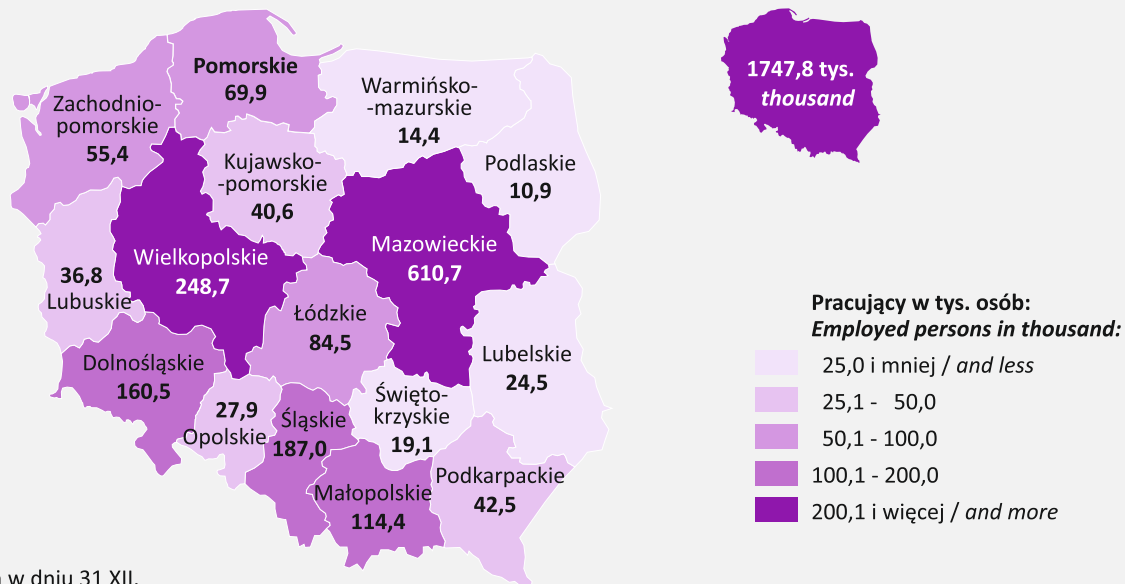 Pomorskie
69,9
Zachodnio-
pomorskie
55,4
Warmińsko-
-mazurskie
14,4
Podlaskie
10,9
Kujawsko-
-pomorskie
40,6
Wielkopolskie
248,7
Mazowieckie
610,7
36,8
Lubuskie
Łódzkie
84,5
Dolnośląskie
160,5
Lubelskie
24,5
27,9
Opolskie
Śląskie
187,0
Święto-
krzyskie
19,1
Małopolskie
114,4
Podkarpackie
42,5
1747,8 tys.
thousand
Pracujący w tys. osób:
Employed persons in thousand:
25,0 i mniej / and less
25,1 - 50,0
50,1 - 100,0
100,1 - 200,0
200,1 i więcej / and more
w dniu 31 XII.